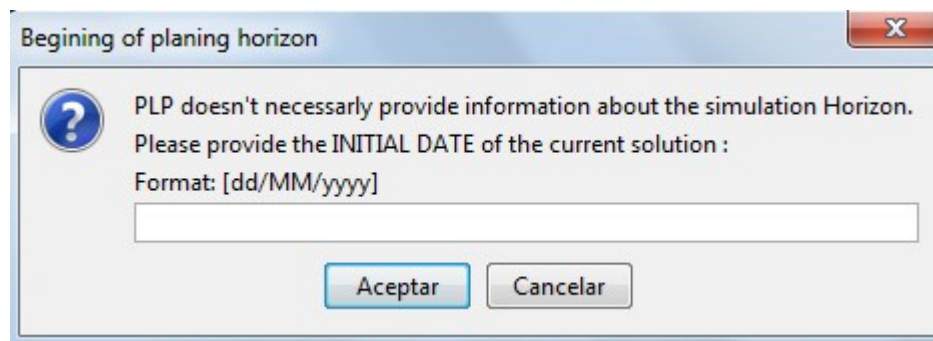 Begining of planing horizon
PLP doesn't necessarly provide information about the simulation Horizon.
Please provide the INITIAL DATE of the current solution :
Format: [dd/MM/yyyy]
Aceptar Cancelar